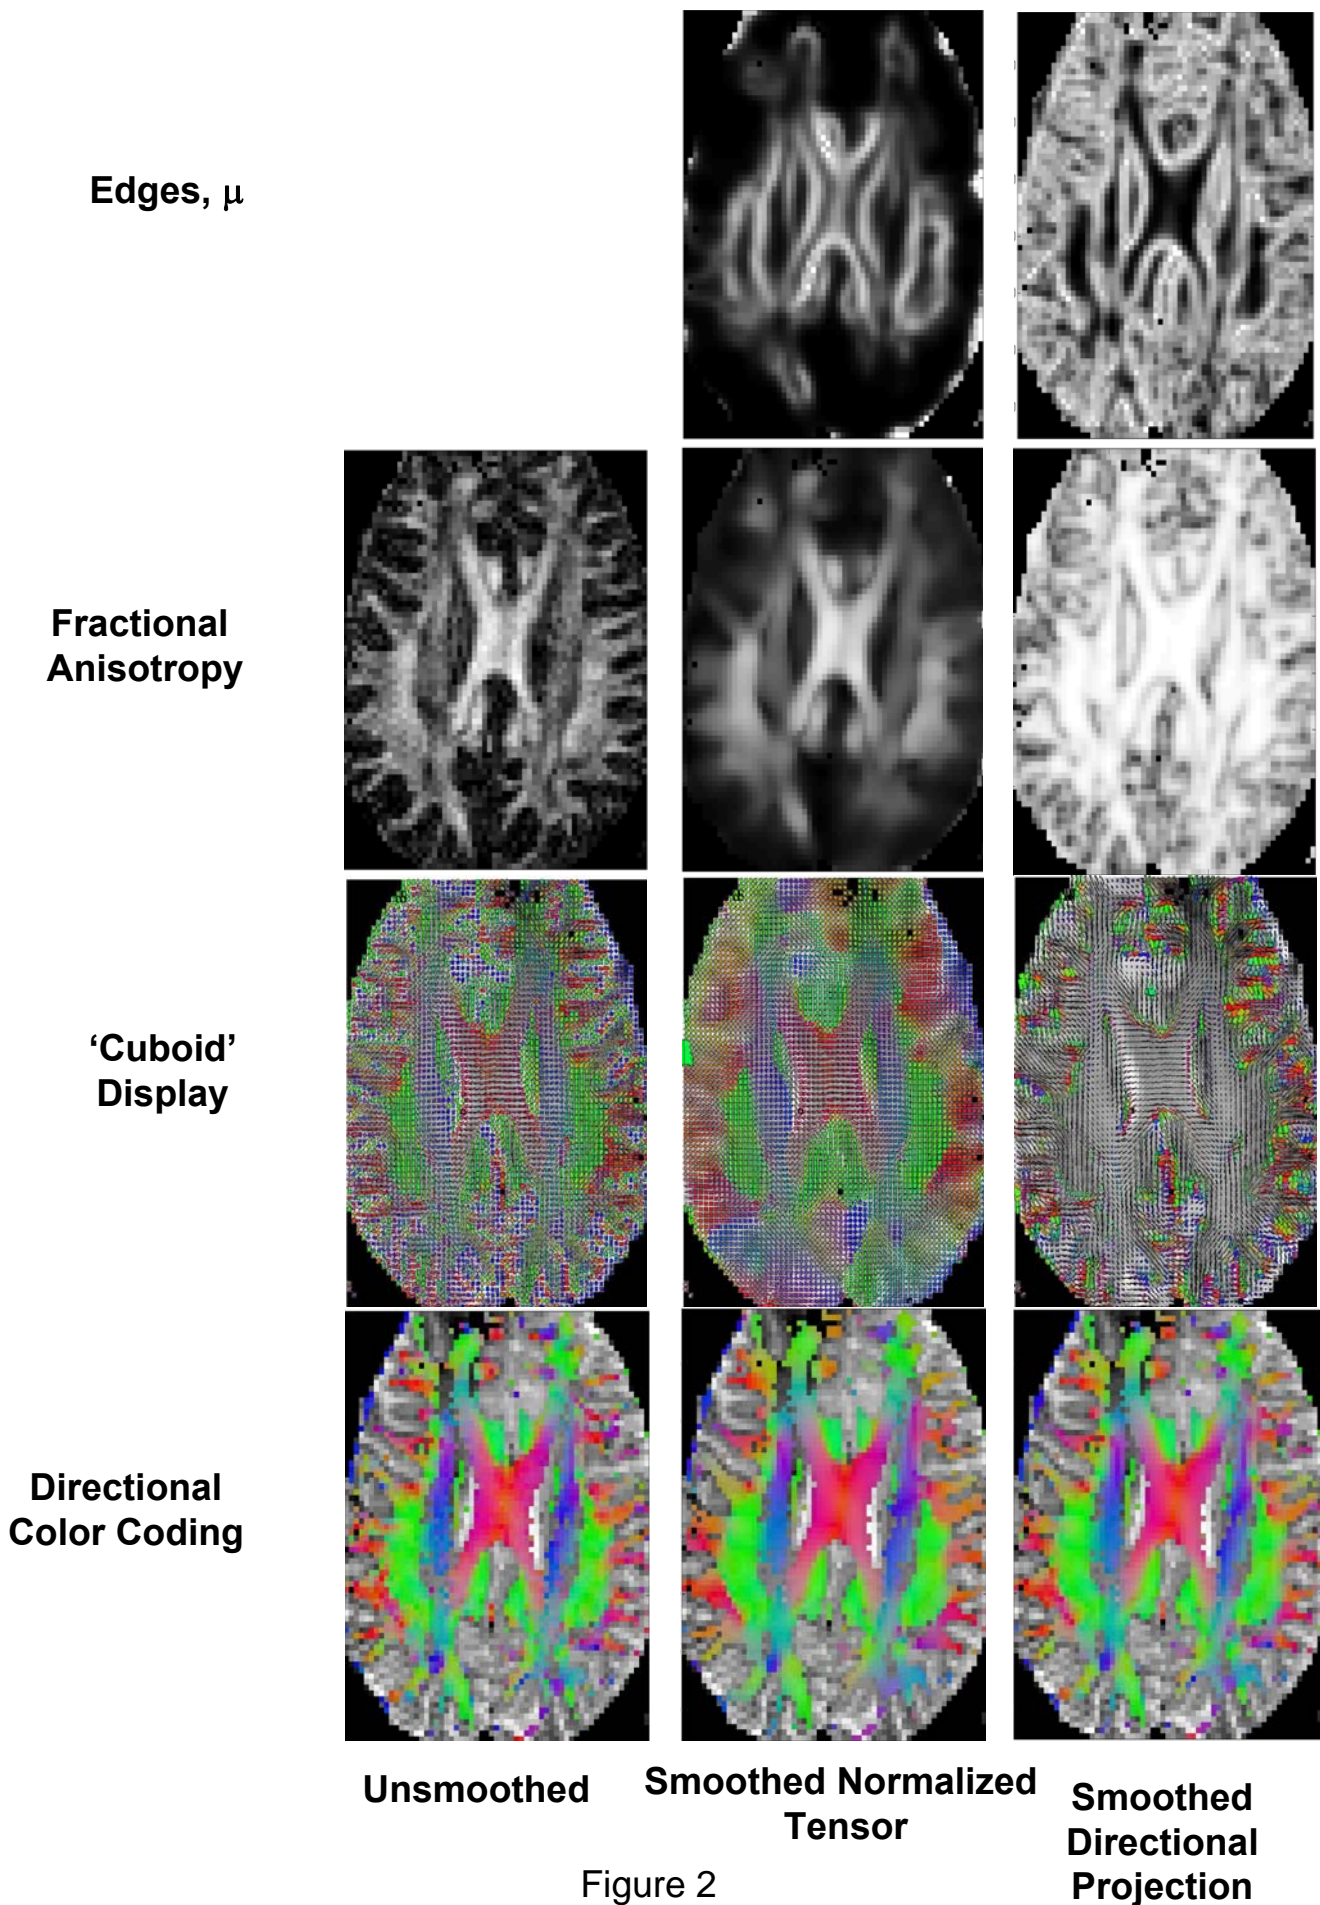 Edges, μ
Fractional
Anisotropy
‘Cuboid’
Display
Directional
Color Coding
Unsmoothed
Smoothed Normalized
Tensor
Smoothed
Directional
Projection
Figure 2